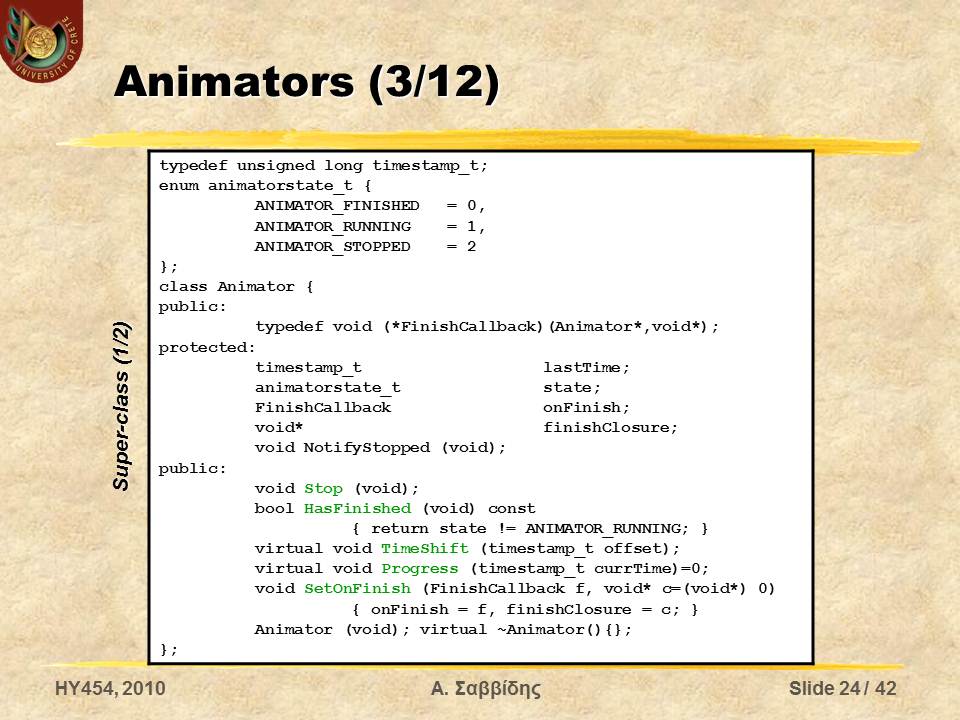 UNIVERSITY OF CRETE
Animators (3/12)
Super-class (1/2)
typedef unsigned long timestamp_t;
enum animatorstate_t {
ANIMATOR_FINISHED = 0,
ANIMATOR_RUNNING = 1,
ANIMATOR_STOPPED = 2
};
class Animator {
public:
typedef void (*FinishCallback)(Animator*,void*);
protected:
timestamp_t lastTime;
animatorstate_t state;
FinishCallback onFinish;
void* finishClosure;
void NotifyStopped (void);
public:
void Stop (void);
bool HasFinished (void) const
{ return state != ANIMATOR_RUNNING; }
virtual void TimeShift (timestamp_t offset);
virtual void Progress (timestamp_t currTime)=0;
void SetOnFinish (FinishCallback f, void* c=(void*) 0)
{ onFinish = f, finishClosure = c; }
Animator (void); virtual ~Animator(){};
};
HY454, 2010
Α. Σαββίδης
Slide 24 / 42